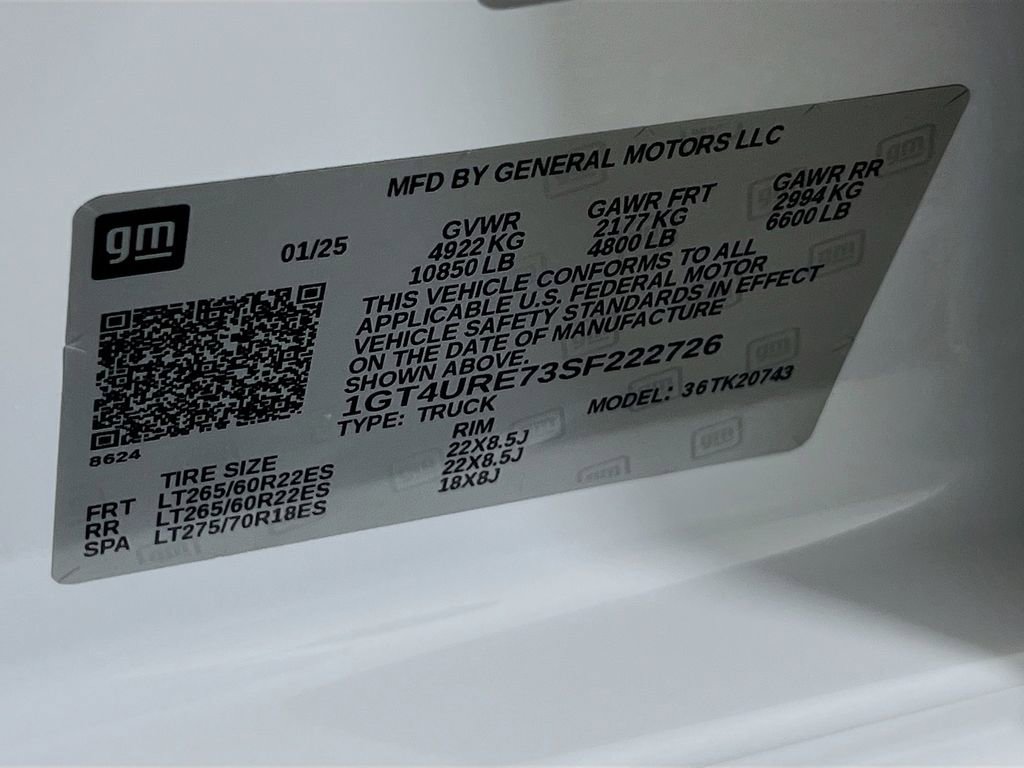 MFD BY GENERAL MOTORS LLC
gm
01/25
GVWR GAWR FRT GAWR RR
4922 KG 2177 KG 2994 KG
10850 LB 4800 LB 6600 LB
THIS VEHICLE CONFORMS TO ALL
APPLICABLE U.S. FEDERAL MOTOR
VEHICLE SAFETY STANDARDS IN EFFECT
ON THE DATE OF MANUFACTURE
SHOWN ABOVE.
1GT4URE73SF222726
TYPE: TRUCK MODEL: 36TK20743
8624
TIRE SIZE RIM
FRT LT265/60R22ES 22X8.5J
RR LT265/60R22ES 22X8.5J
SPA LT275/70R18ES 18X8J